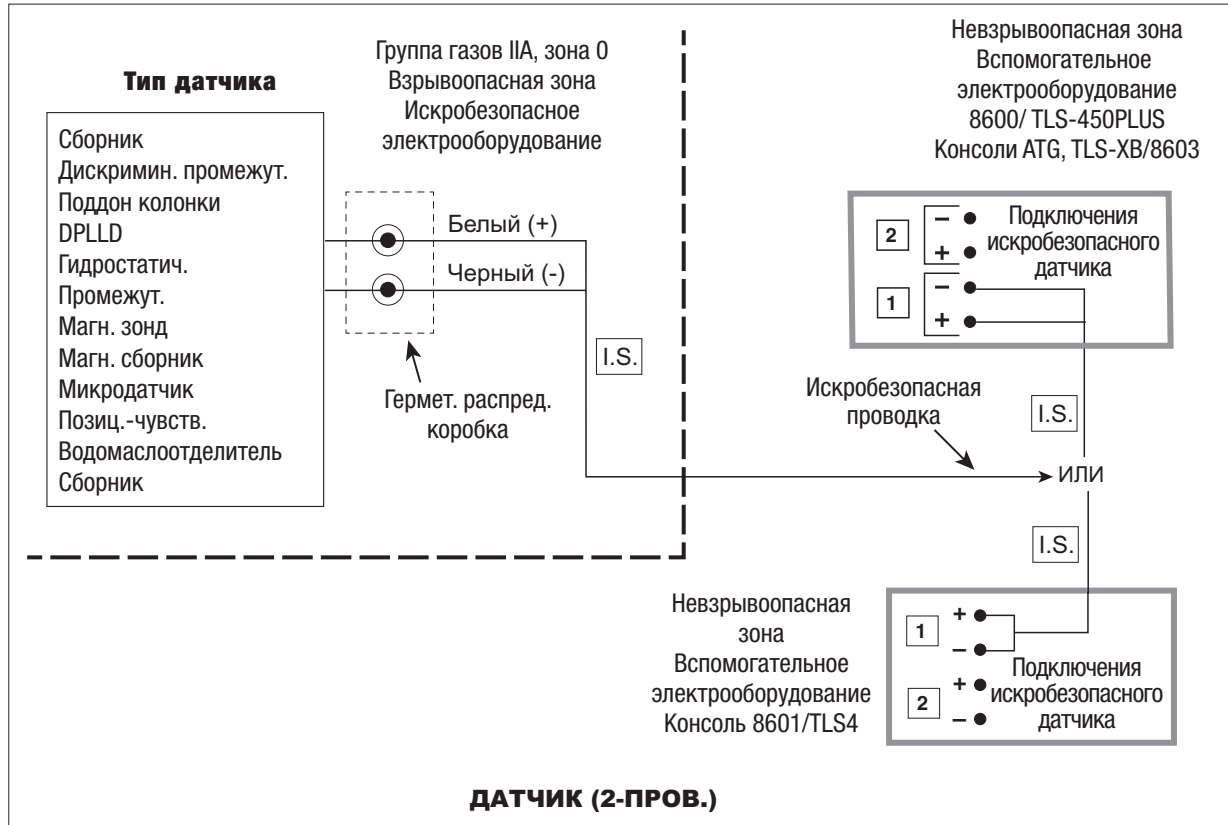 Тип датчика
Сборник
Дискримин. промежут.
Поддон колонки
DPLLD
Гидростатич.
Промежут.
Магн. зонд
Магн. сборник
Микродатчик
Позиц.-чувств.
Водомаслоотделитель
Сборник
Группа газов IIA, зона 0
Взрывоопасная зона
Искробезопасное
электрооборудование
Белый (+)
Черный (-)
I.S.
Гермет. распред.
коробка
Невзрывоопасная зона
Вспомогательное
электрооборудование
8600/ TLS-450PLUS
Консоли ATG, TLS-XB/8603
2
–
+
1
–
+
Подключения
искробезопасного
датчика
Искробезопасная
проводка
I.S.
ИЛИ
I.S.
Невзрывоопасная
зона
Вспомогательное
электрооборудование
Консоль 8601/TLS4
1
+
–
2
+
–
Подключения
искробезопасного
датчика
ДАТЧИК (2-ПРОВ.)